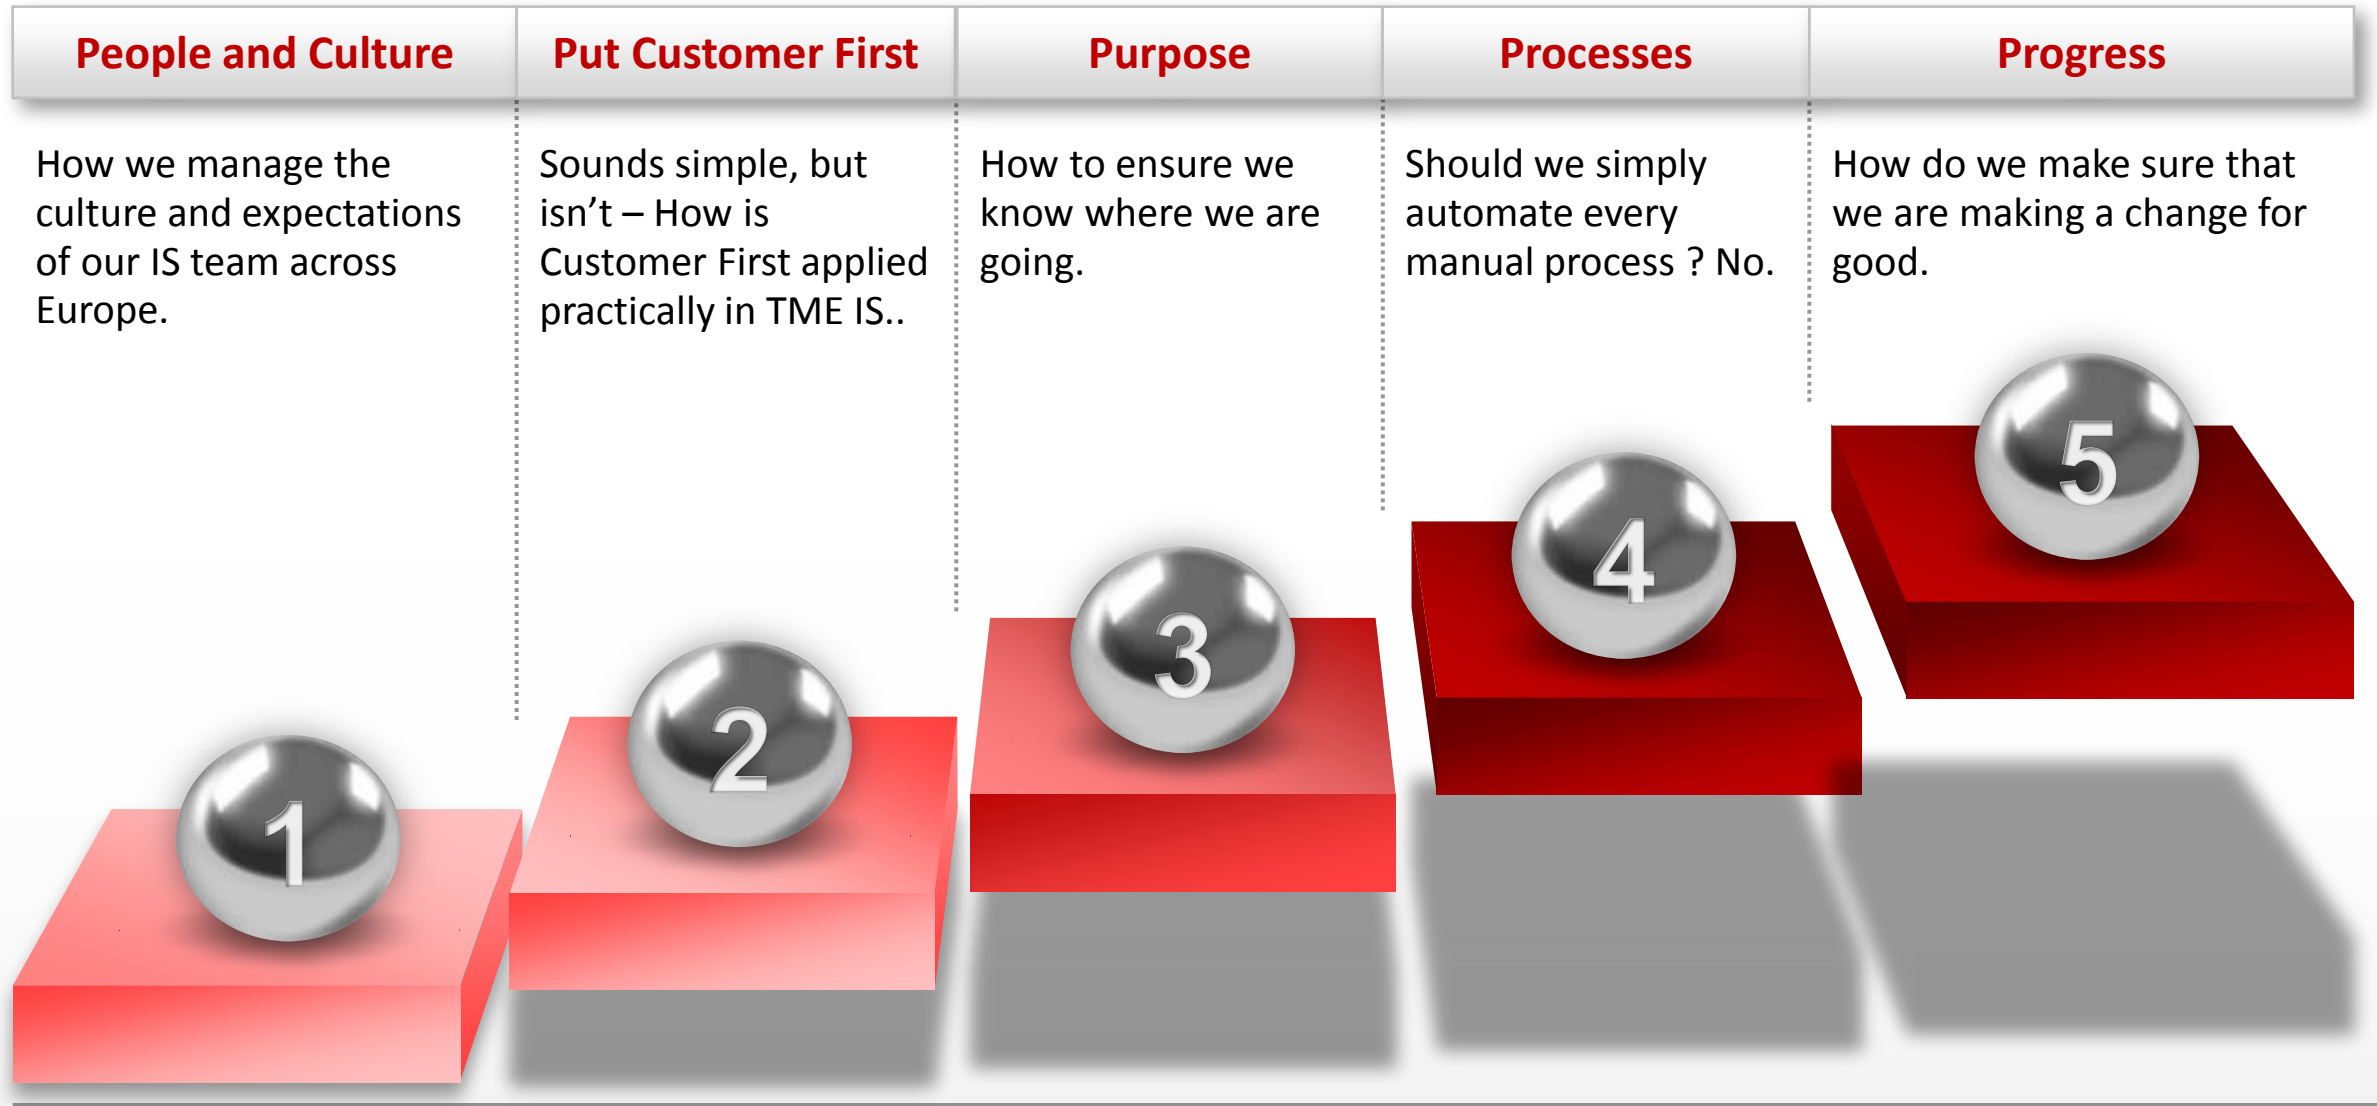 People and Culture
Put Customer First
Purpose
Processes
Progress
How we manage the
culture and expectations
of our IS team across
Europe.
Sounds simple, but
isn’t – How is
Customer First applied
practically in TME IS..
How to ensure we
know where we are
going.
Should we simply
automate every
manual process ? No.
How do we make sure that
we are making a change for
good.
1
2
3
4
5